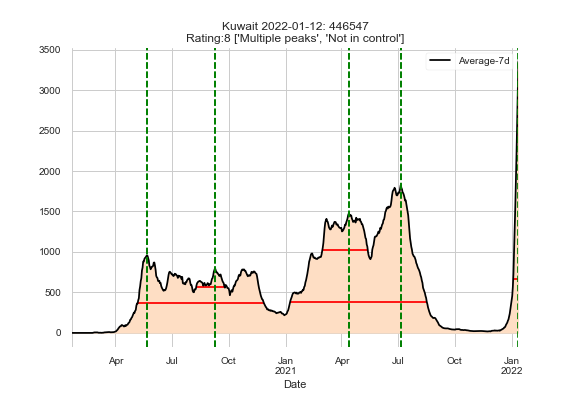 Kuwait 2022-01-12: 446547
Rating:8 ['Multiple peaks', 'Not in control']
Average-7d
3500
3000
2500
2000
1500
1000
500
0
Apr Jul Oct Jan Apr Jul Oct Jan
2021 2022
Date